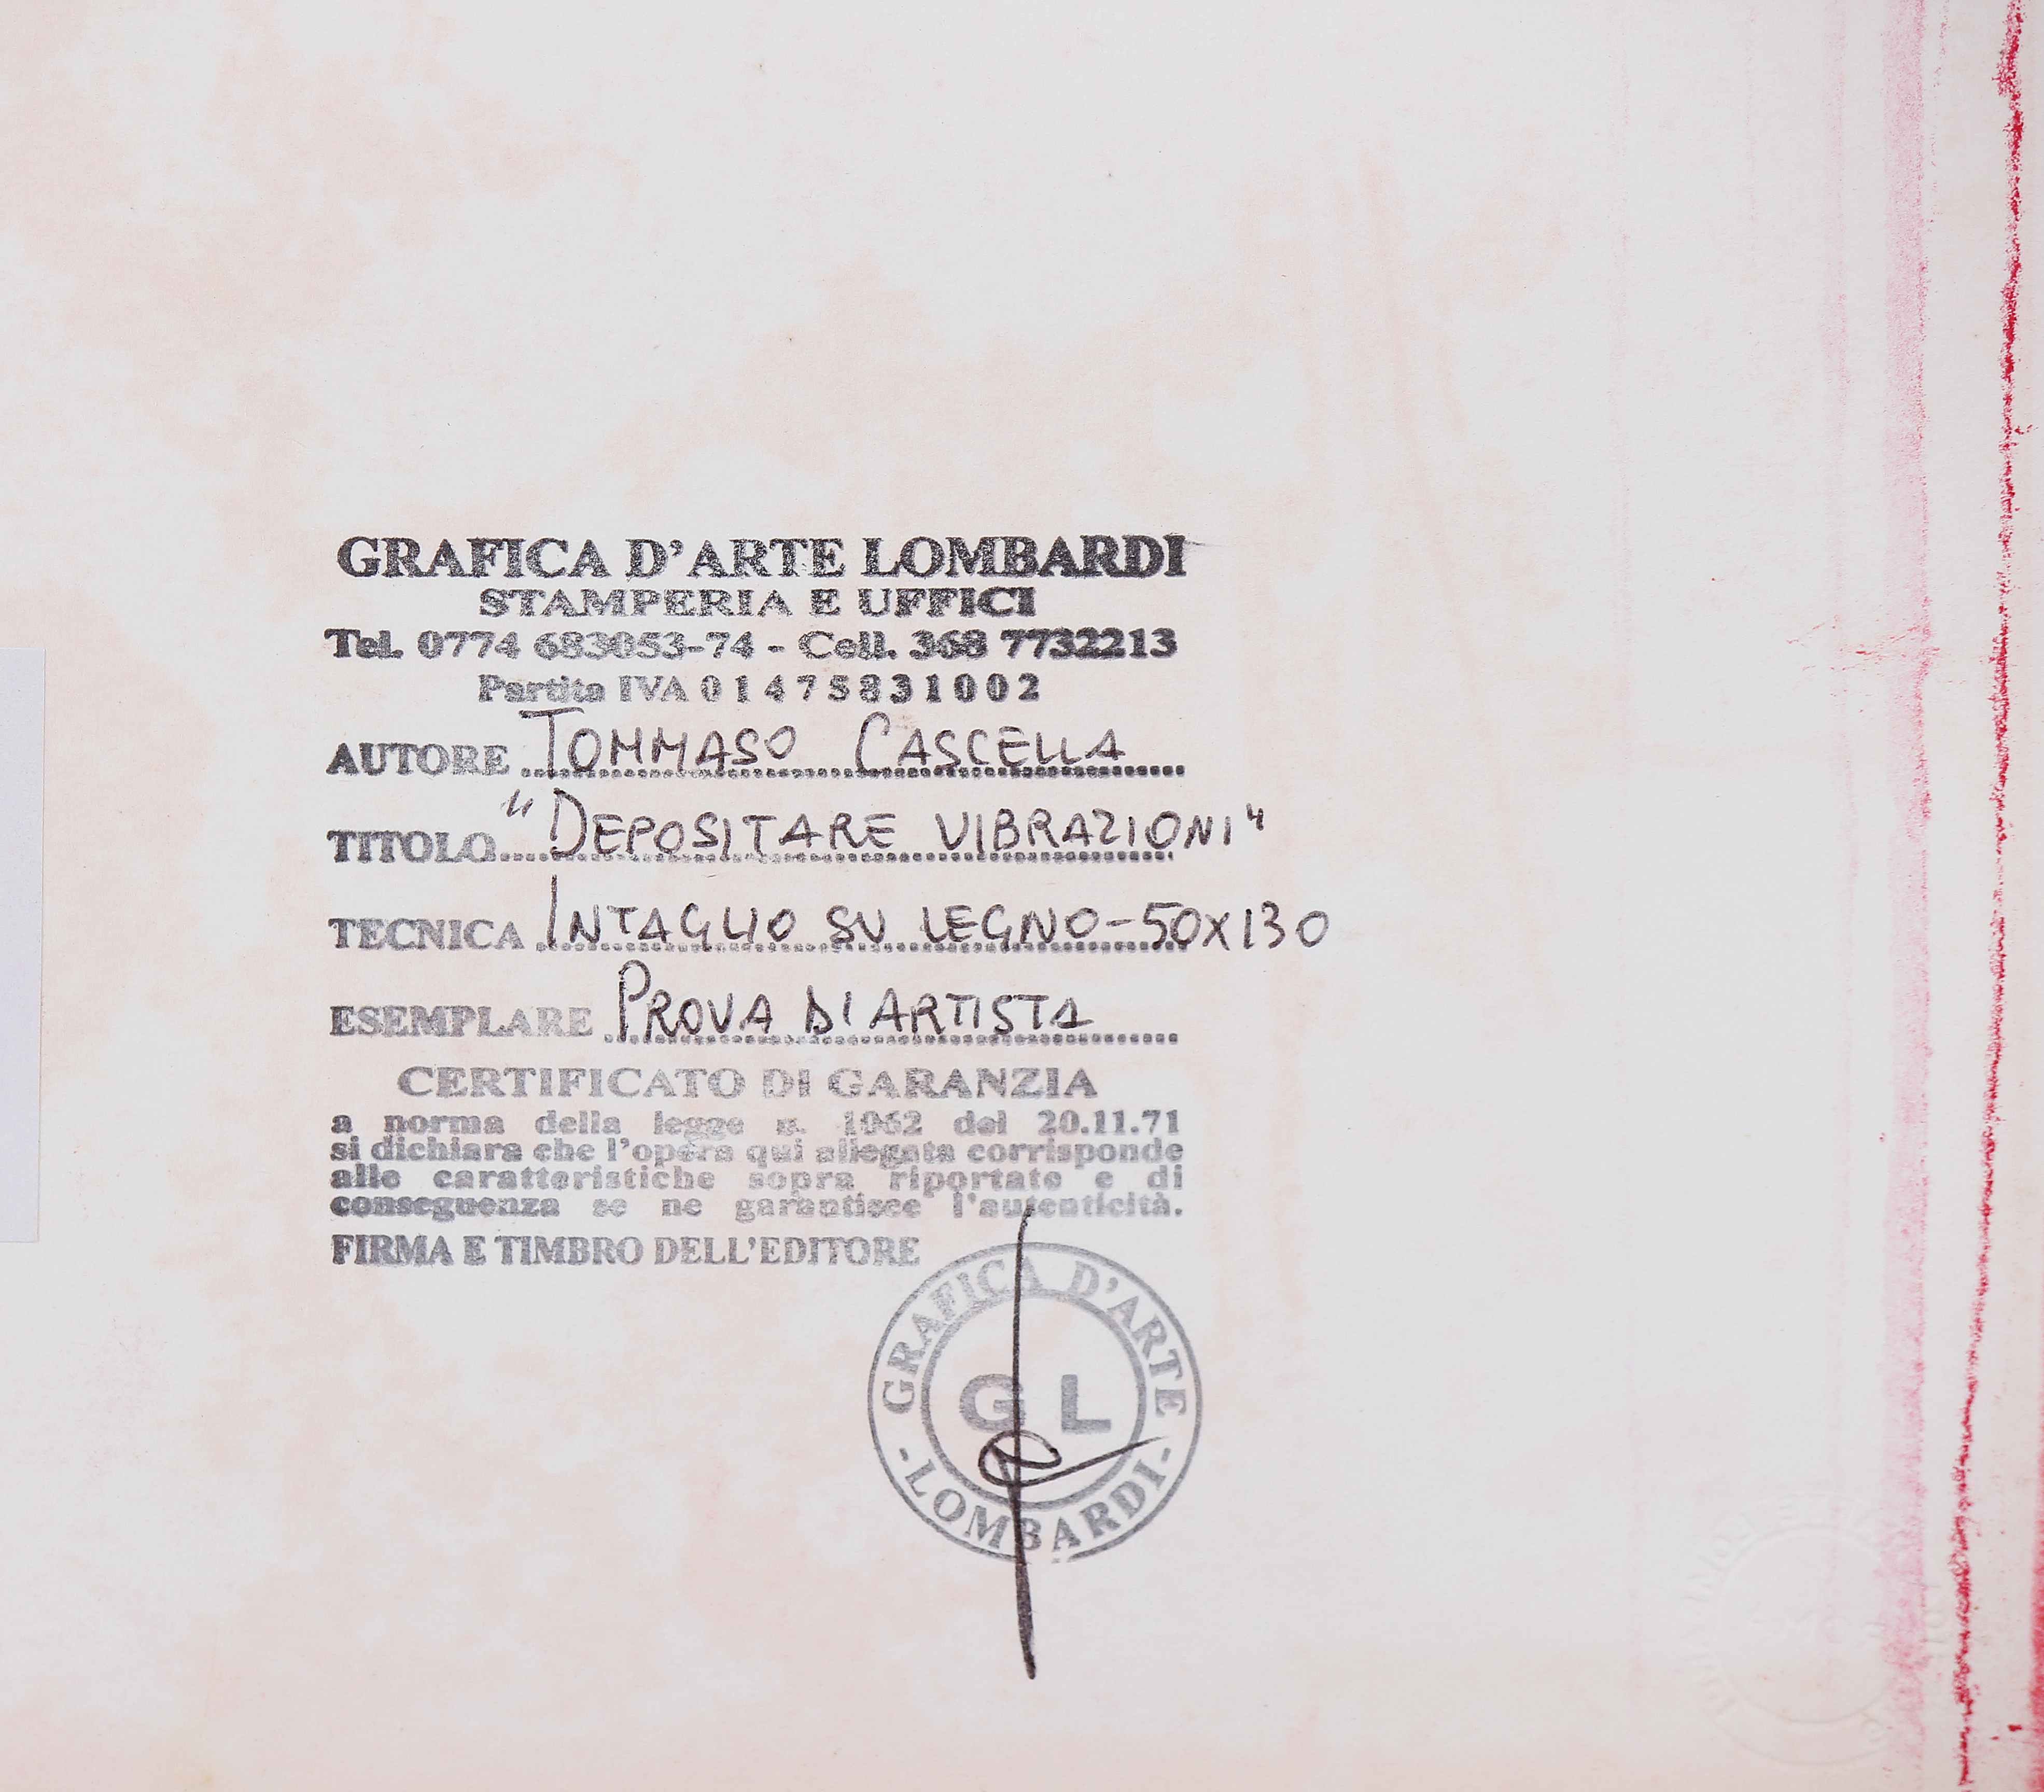 GRAFICA D'ARTE LOMBARDI
STAMPERIA E UFFICI
Tel. 0774 683053-74 - Cell. 368 7732213
Partita IVA 01475831002
AUTORE TOMMASO CASCELLA
TITOLO "DEPOSITARE VIBRAZIONI"
TECNICA INTAGLIO SU LEGNO-50X130
ESEMPLARE PROVA DI ARTISTA
CERTIFICATO DI GARANZIA
a norma della legge n. 1062 del 20.11.71
si dichiara che l'opera qui allegata corrisponde
alle caratteristiche sopra riportate e di
conseguenza se ne garantisce l'autenticità.
FIRMA E TIMBRO DELL'EDITORE
GRAFICA D'ARTE
G L
- LOMBARDI -